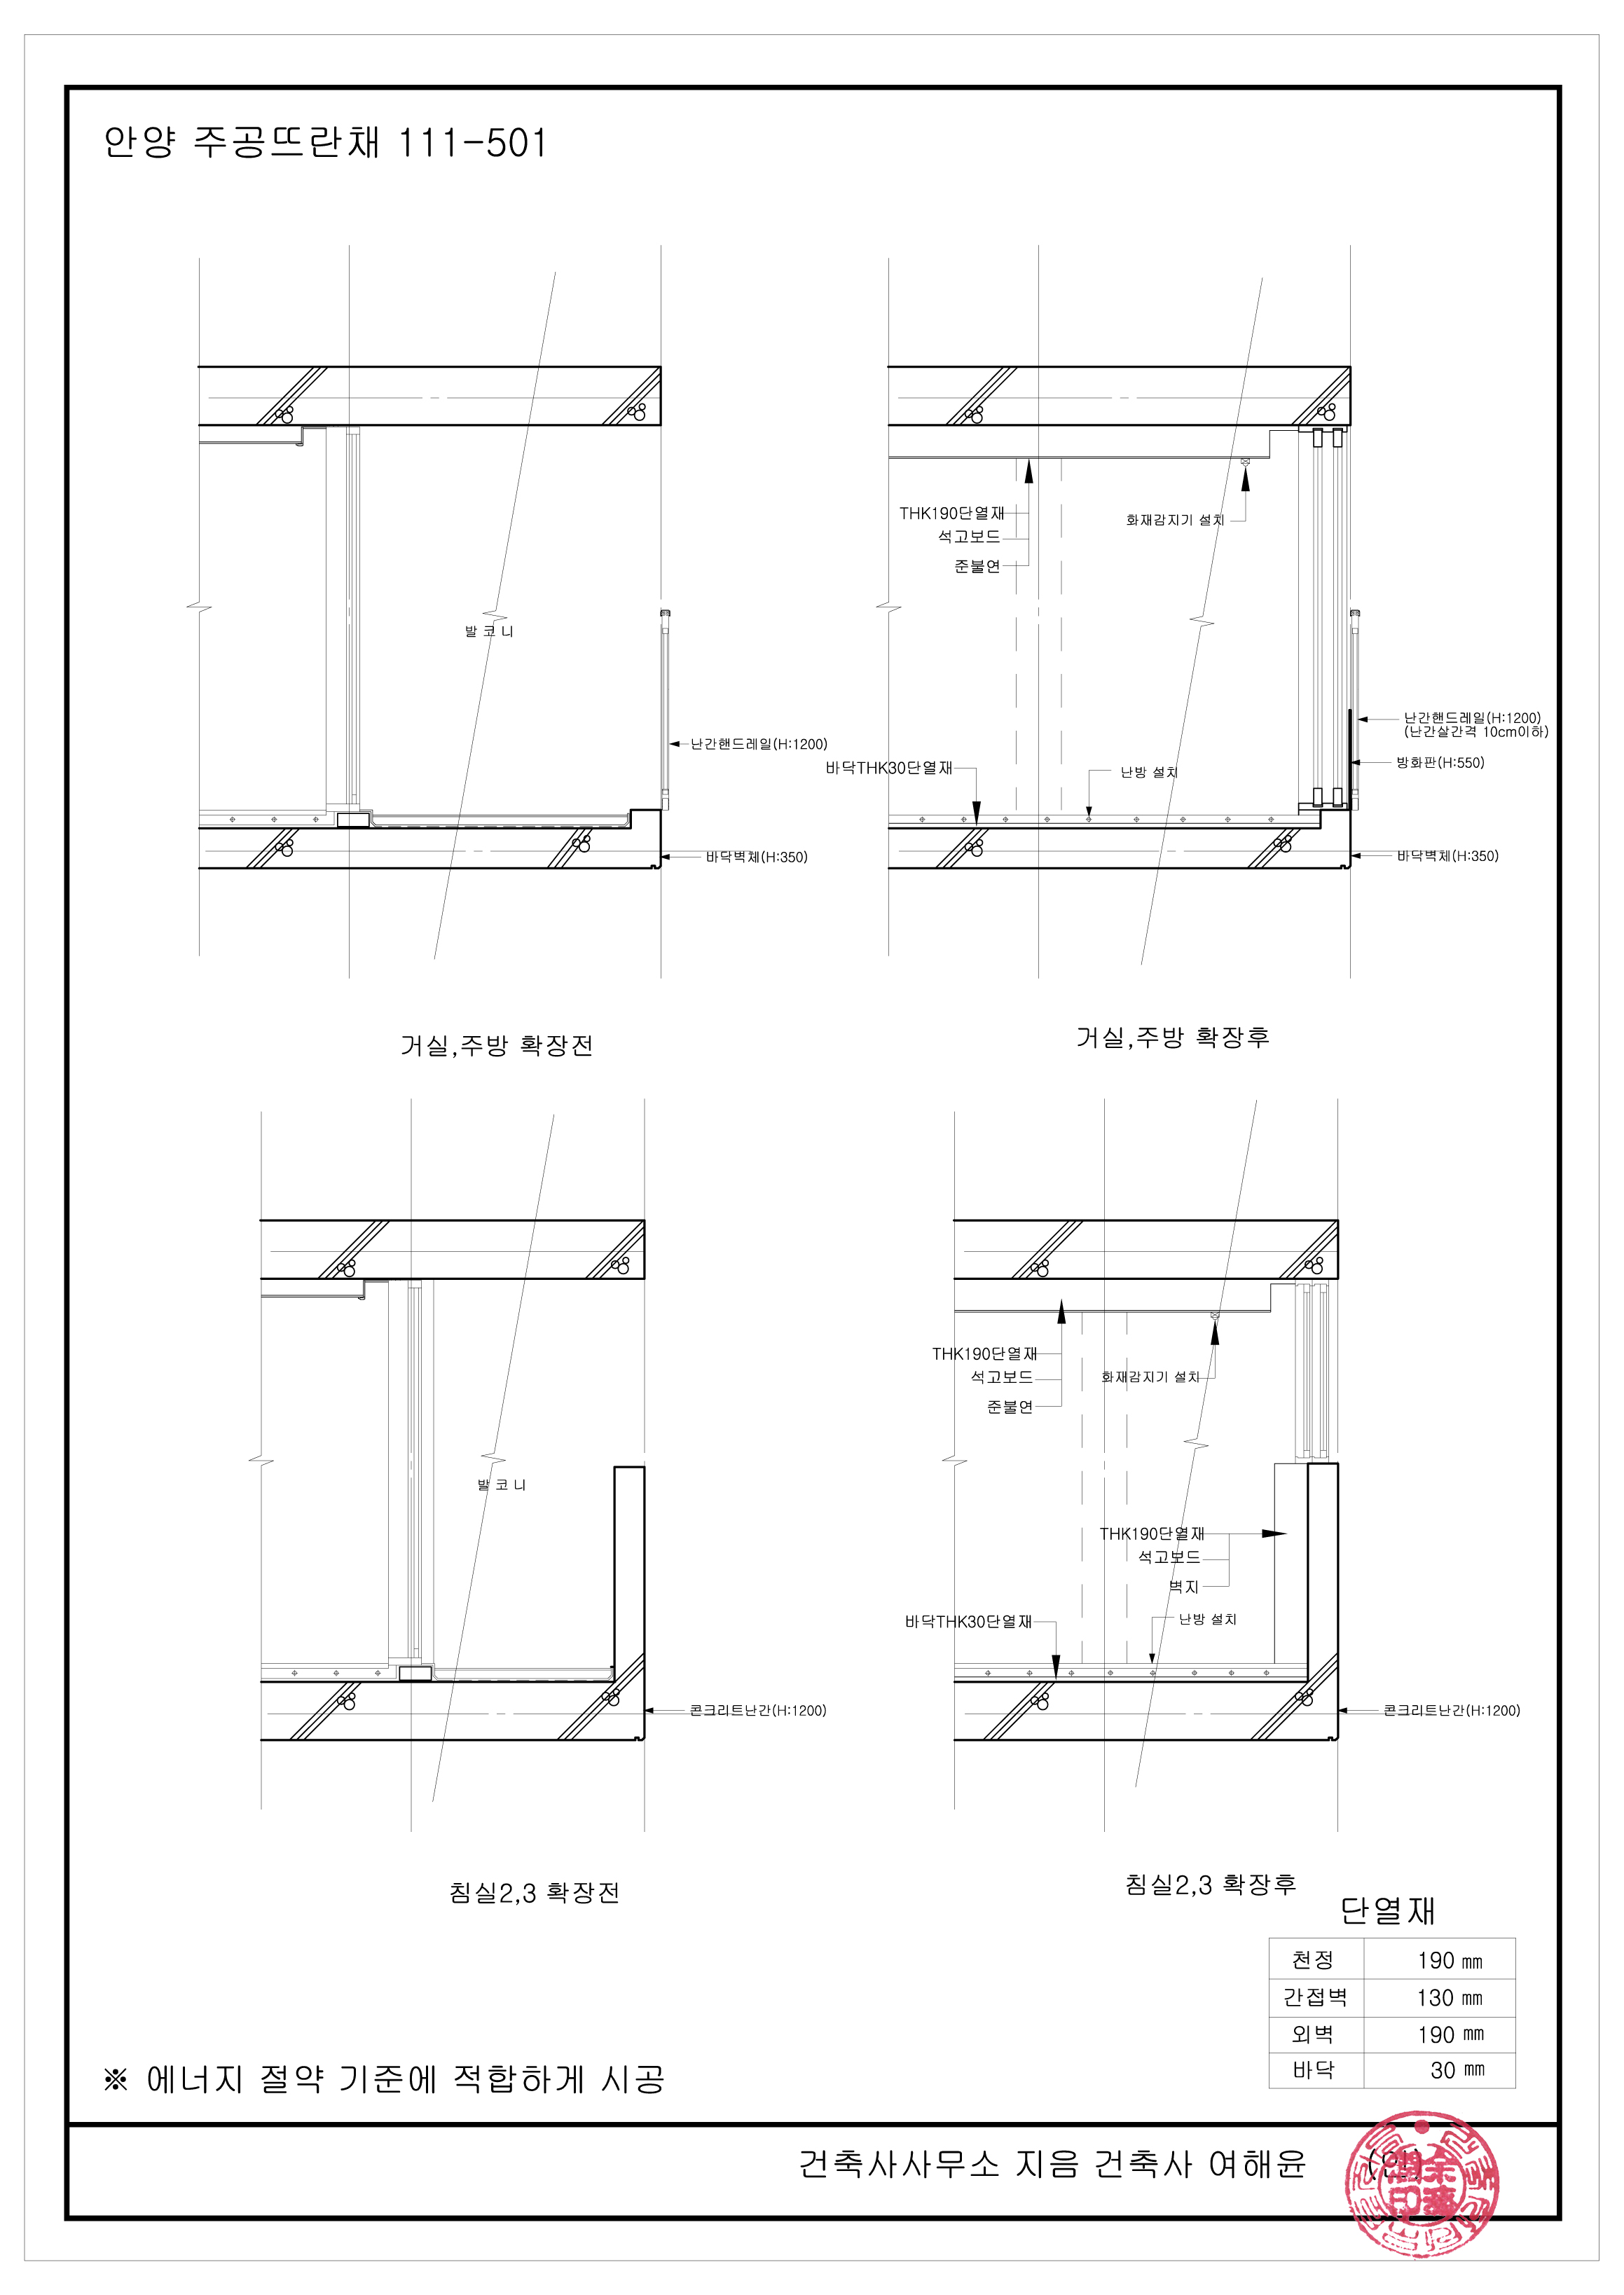 안양 주공뜨란채 111-501
발 코 니
난간핸드레일(H:1200)
바닥벽체(H:350)
거실,주방 확장전
THK190단열재
석고보드
준불연
화재감지기 설치
바닥THK30단열재
난방 설치
난간핸드레일(H:1200)
(난간살간격 10cm이하)
방화판(H:550)
바닥벽체(H:350)
거실,주방 확장후
발 코 니
콘크리트난간(H:1200)
침실2,3 확장전
THK190단열재
석고보드
준불연
화재감지기 설치
THK190단열재
석고보드
벽지
바닥THK30단열재
난방 설치
콘크리트난간(H:1200)
침실2,3 확장후
단열재
천정 190 ㎜
간접벽 130 ㎜
외벽 190 ㎜
바닥 30 ㎜
※ 에너지 절약 기준에 적합하게 시공
건축사사무소 지음 건축사 여해윤 (인)